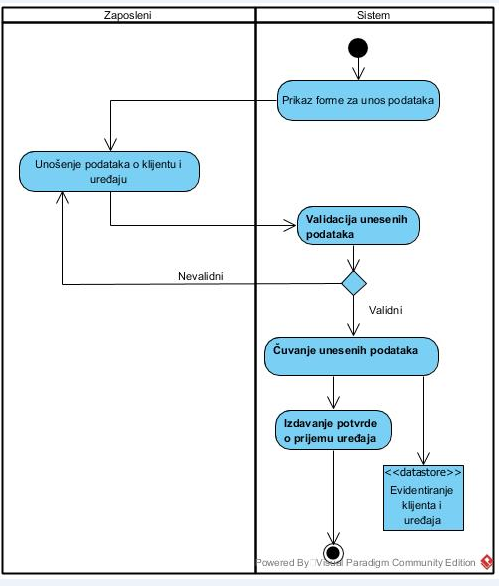 Zaposleni
Sistem
Prikaz forme za unos podataka
Unošenje podataka o klijentu i
uređaju
Validacija unesenih
podataka
Nevalidni
Validni
Čuvanje unesenih podataka
Izdavanje potvrde
o prijemu uređaja
<<datastore>>
Evidentiranje
klijenta i
uređaja
Powered By Visual Paradigm Community Edition